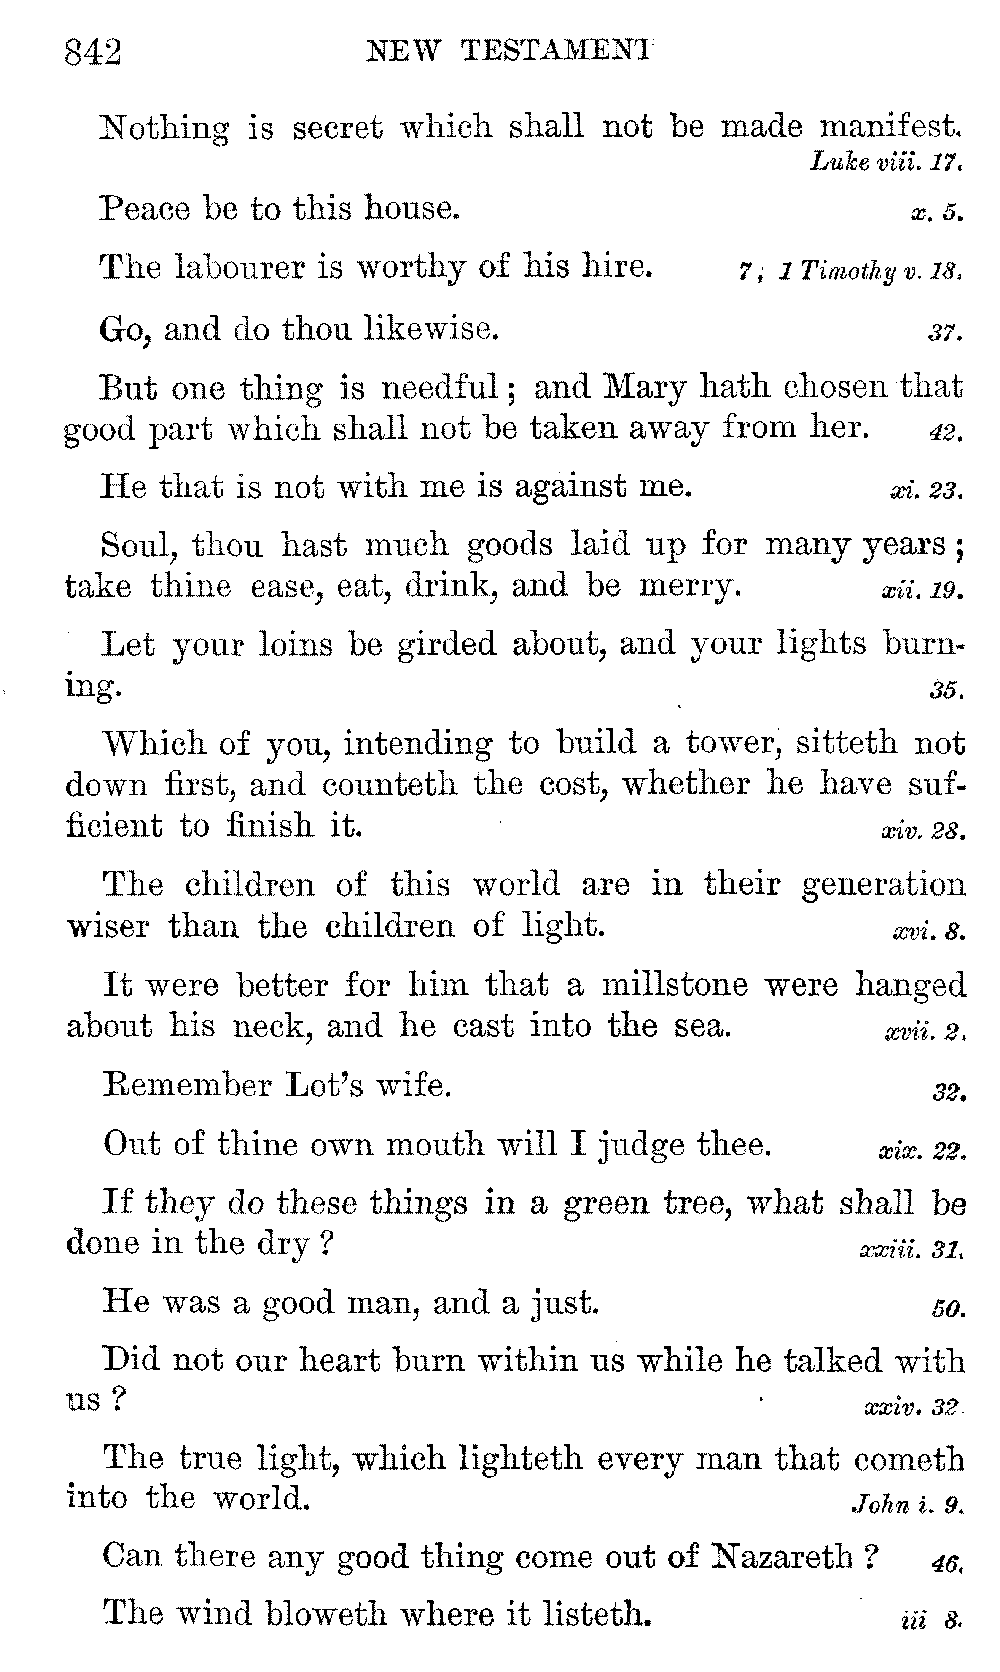 842 NEW TESTAMENT
Nothing is secret which shall not be made manifest.
Luke viii. 17.
Peace be to this house. x. 5.
The labourer is worthy of his hire. 7; 1 Timothy v. 18.
Go, and do thou likewise. 37.
But one thing is needful; and Mary hath chosen that
good part which shall not be taken away from her. 42.
He that is not with me is against me. xi. 23.
Soul, thou hast much goods laid up for many years;
take thine ease, eat, drink, and be merry. xii. 19.
Let your loins be girded about, and your lights burn-
ing. 35.
Which of you, intending to build a tower, sitteth not
down first, and counteth the cost, whether he have suf-
ficient to finish it. xiv. 28.
The children of this world are in their generation
wiser than the children of light. xvi. 8.
It were better for him that a millstone were hanged
about his neck, and he cast into the sea. xvii. 2.
Remember Lot's wife. 32.
Out of thine own mouth will I judge thee. xix. 22.
If they do these things in a green tree, what shall be
done in the dry? xxiii. 31.
He was a good man, and a just. 50.
Did not our heart burn within us while he talked with
us? xxiv. 32.
The true light, which lighteth every man that cometh
into the world. John i. 9.
Can there any good thing come out of Nazareth? 46.
The wind bloweth where it listeth. iii 8.